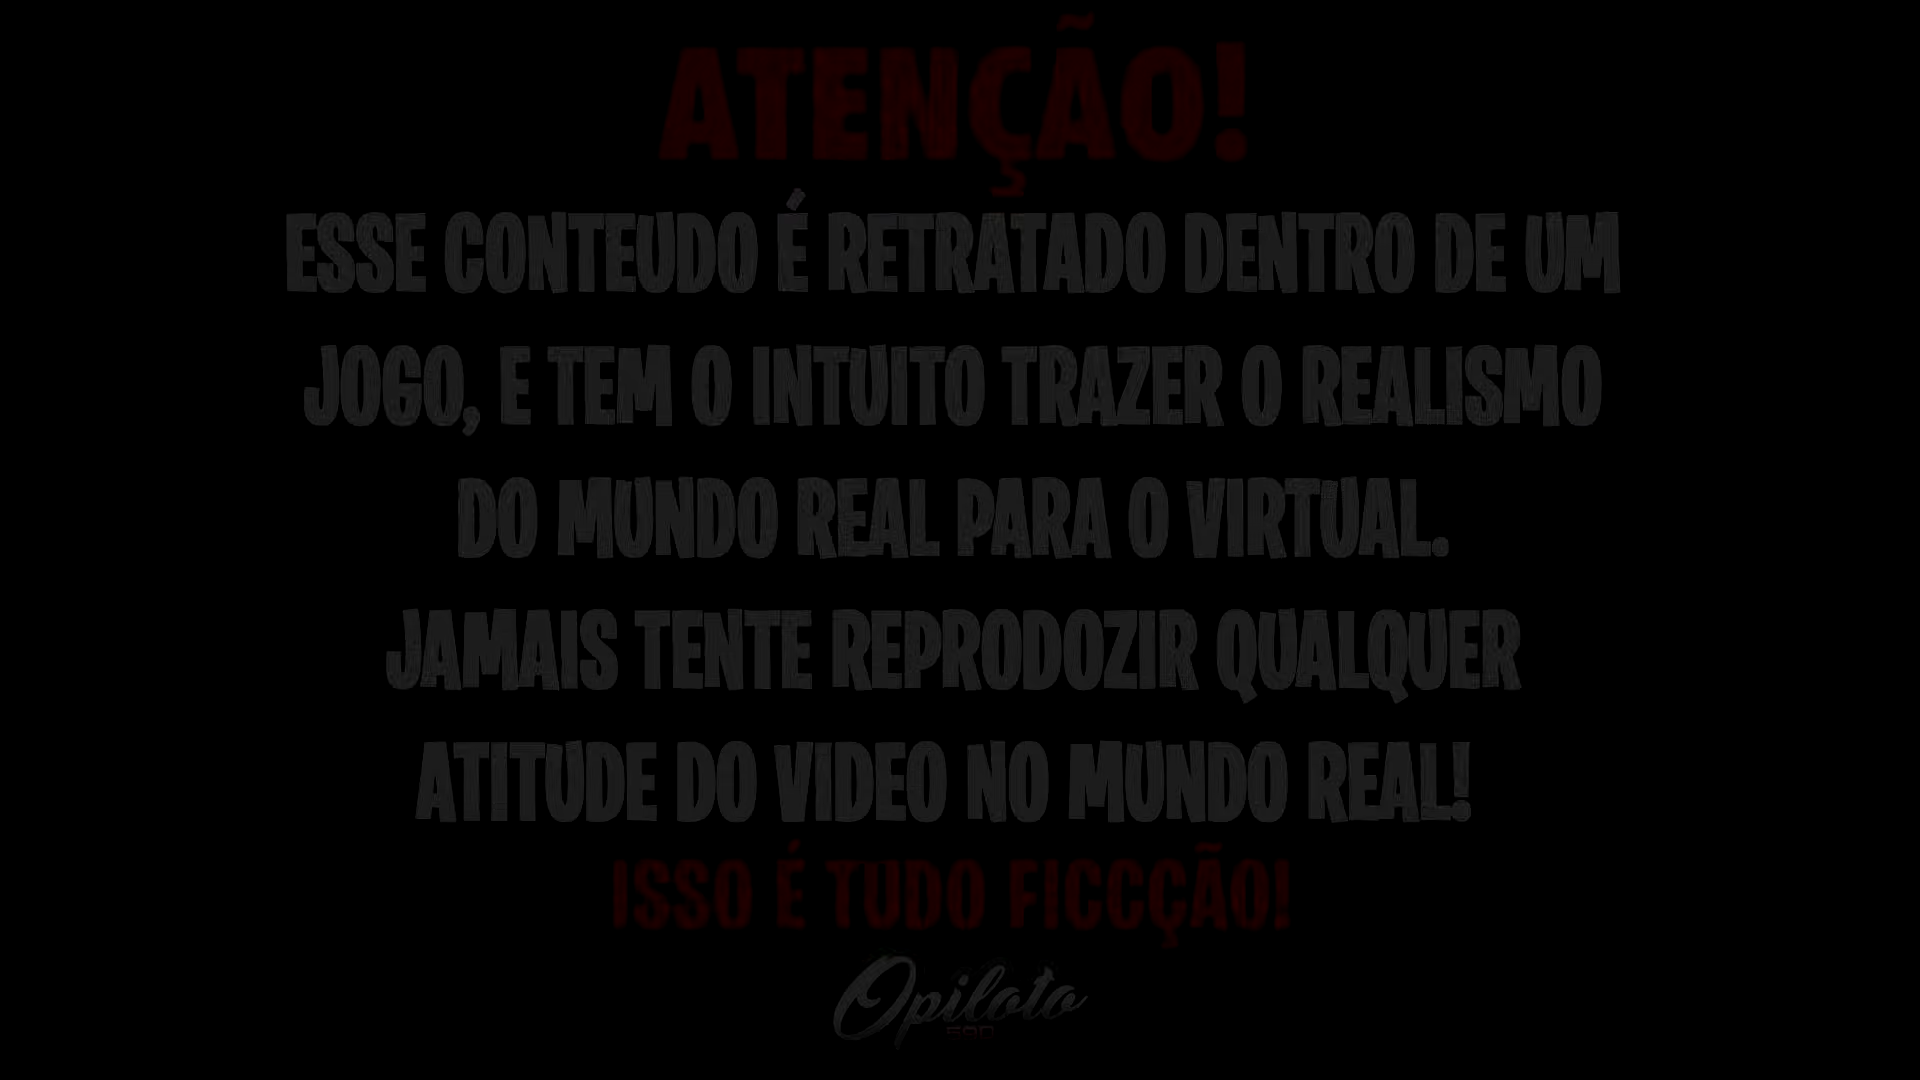 ATENÇÃO!
ESSE CONTEUDO É RETRATADO DENTRO DE UM
JOGO, E TEM O INTUITO TRAZER O REALISMO
DO MUNDO REAL PARA O VIRTUAL.
JAMAIS TENTE REPRODOZIR QUALQUER
ATITUDE DO VIDEO NO MUNDO REAL!
ISSO É TUDO FICCÇÃO!
Opiloto